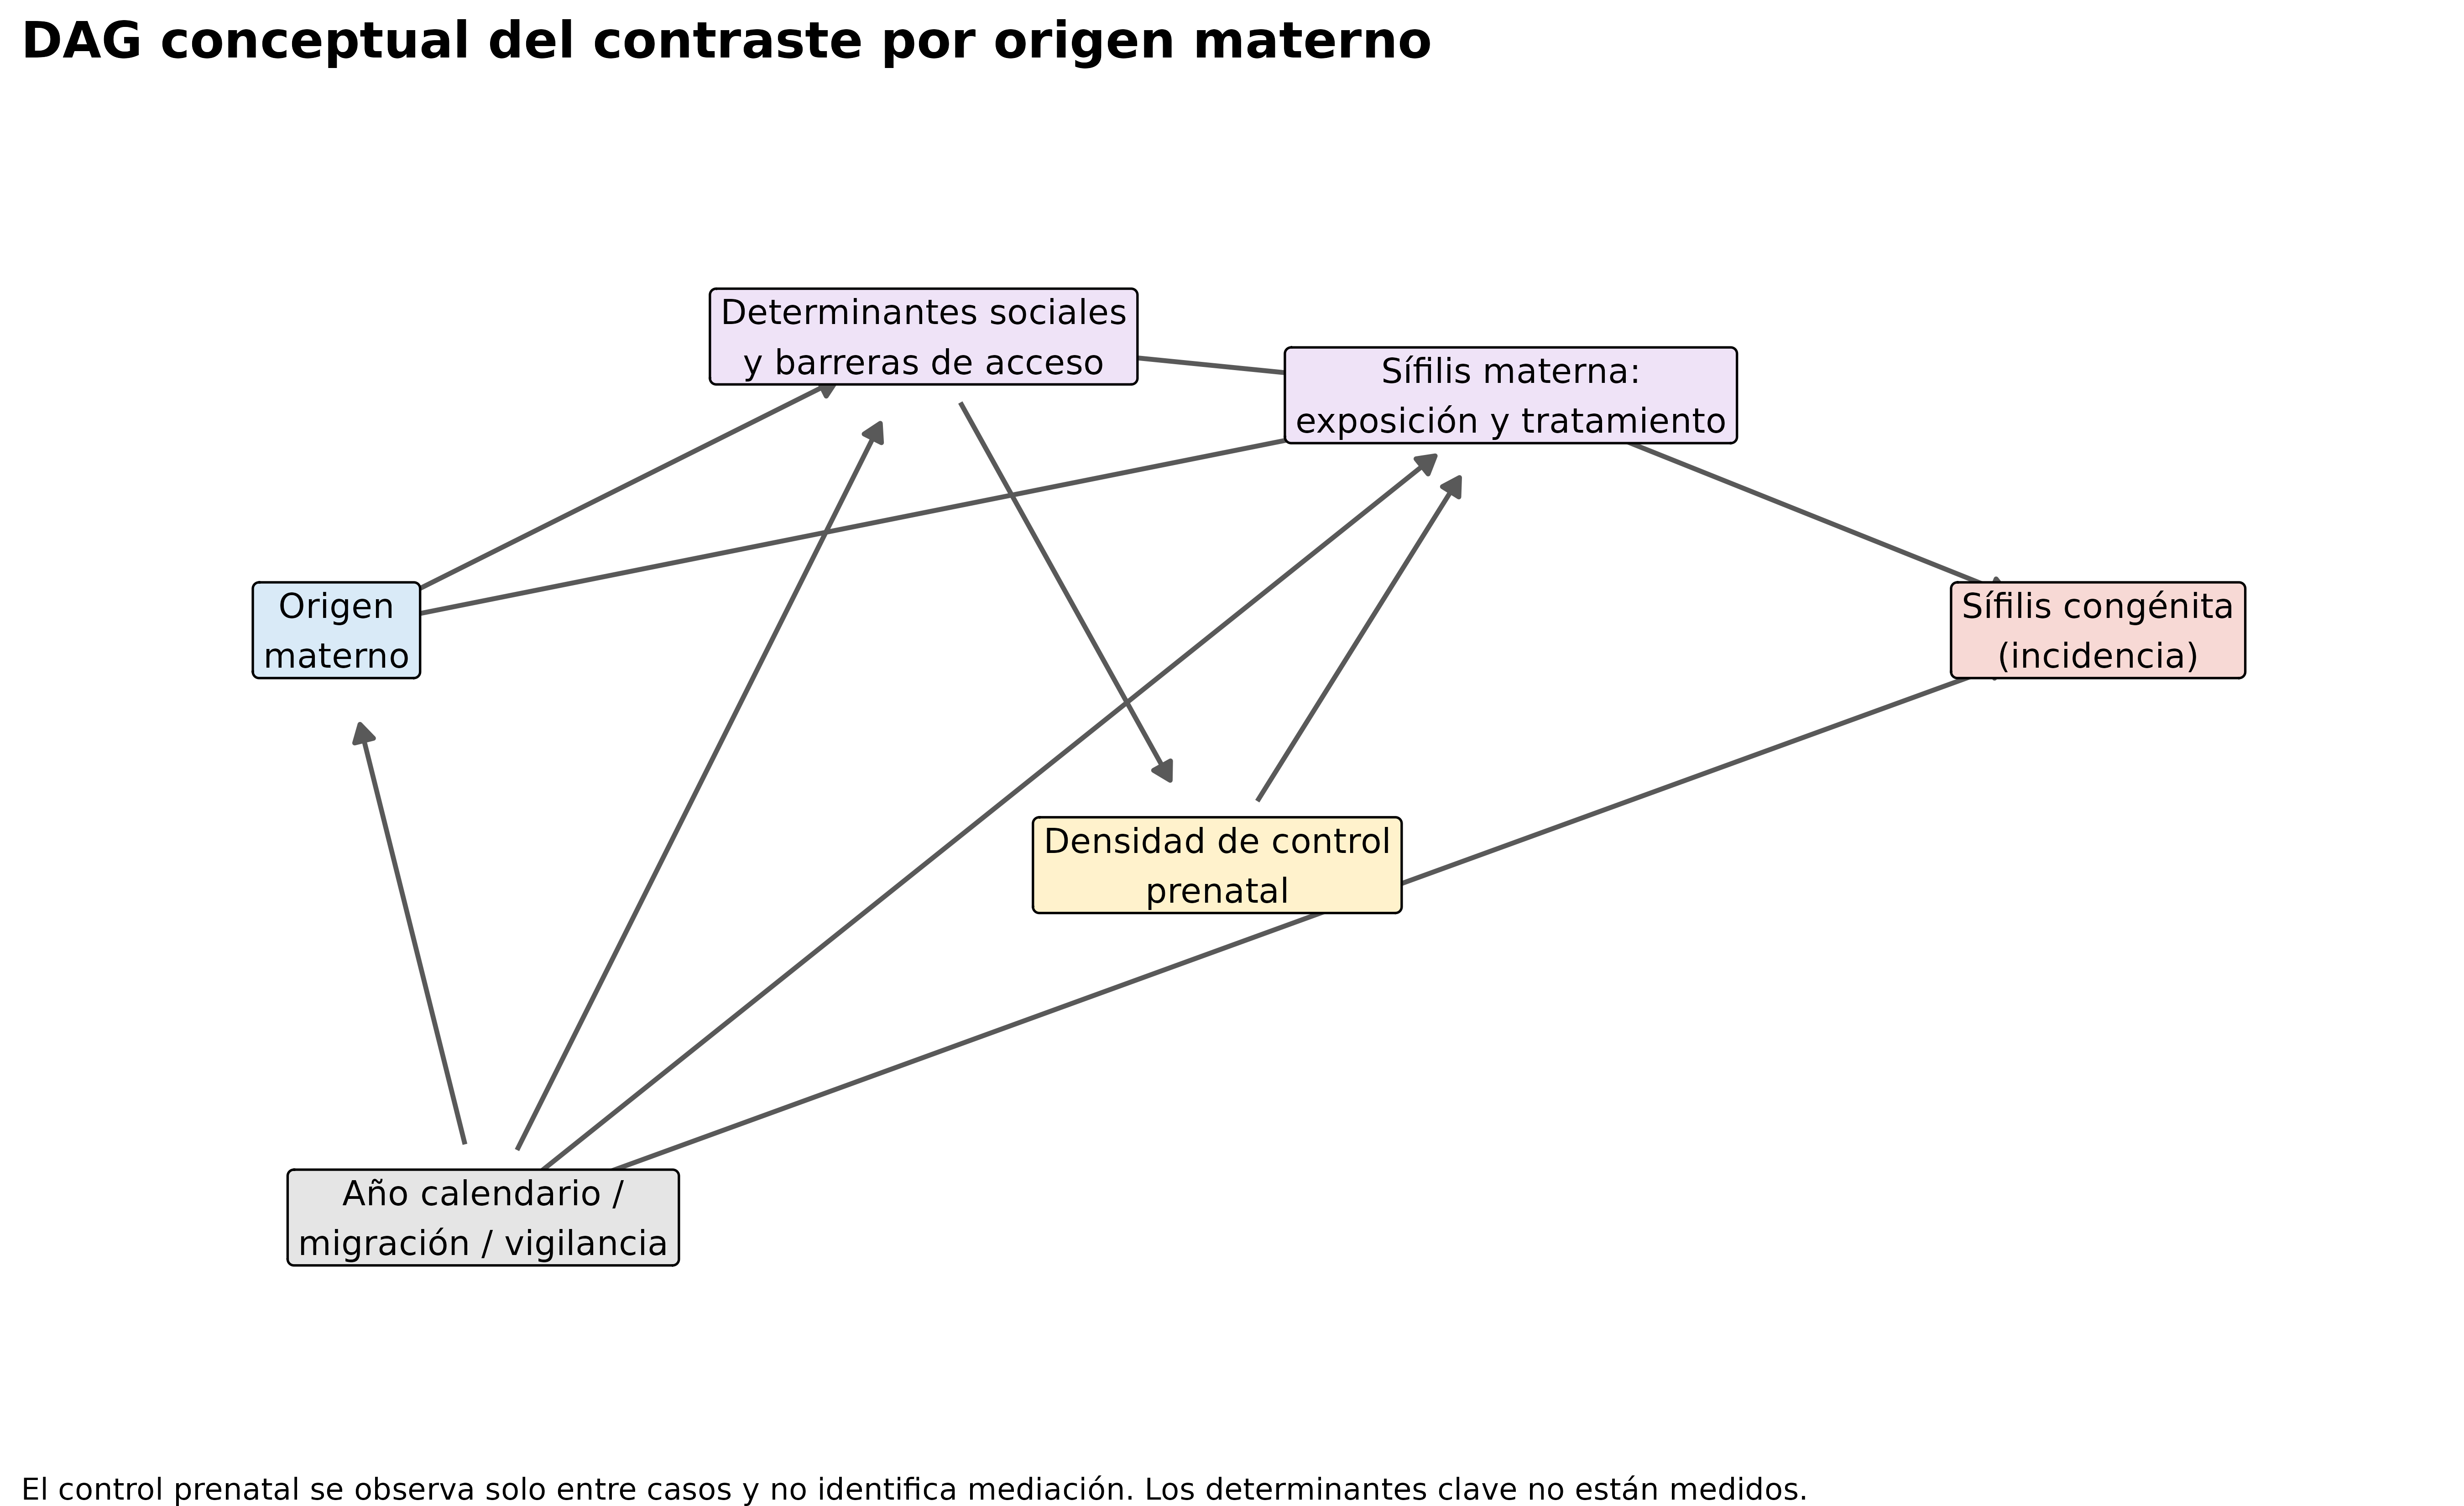 DAG conceptual del contraste por origen materno
Determinantes sociales
y barreras de acceso
Sífilis materna:
exposición y tratamiento
Origen
materno
Sífilis congénita
(incidencia)
Densidad de control
prenatal
Año calendario /
migración / vigilancia
El control prenatal se observa solo entre casos y no identifica mediación. Los determinantes clave no están medidos.